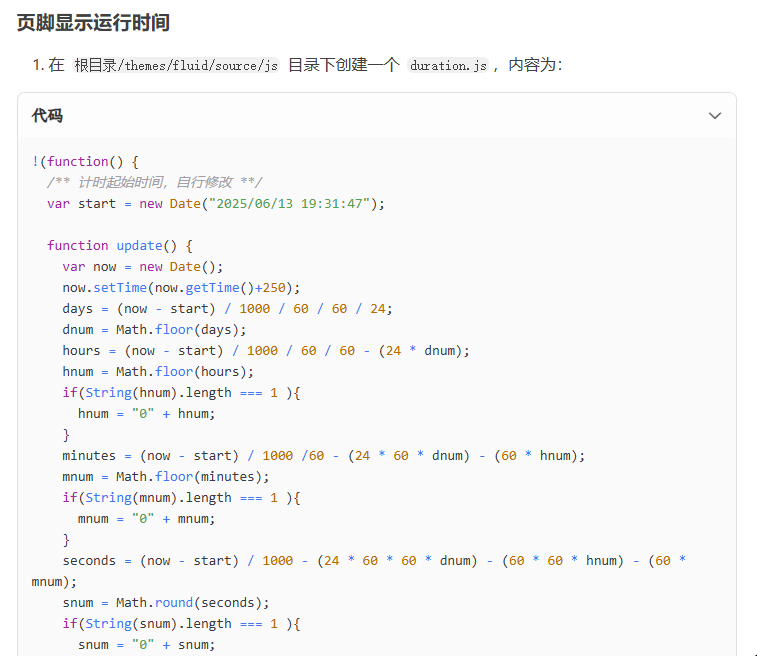 页脚显示运行时间
1. 在 根目录/themes/fluid/source/js 目录下创建一个 duration.js ，内容为：
代码
!(function() {
  /** 计时起始时间，自行修改 **/
  var start = new Date("2025/06/13 19:31:47");

  function update() {
    var now = new Date();
    now.setTime(now.getTime()+250);
    days = (now - start) / 1000 / 60 / 60 / 24;
    dnum = Math.floor(days);
    hours = (now - start) / 1000 / 60 / 60 - (24 * dnum);
    hnum = Math.floor(hours);
    if(String(hnum).length === 1 ){
      hnum = "0" + hnum;
    }
    minutes = (now - start) / 1000 /60 - (24 * 60 * dnum) - (60 * hnum);
    mnum = Math.floor(minutes);
    if(String(mnum).length === 1 ){
      mnum = "0" + mnum;
    }
    seconds = (now - start) / 1000 - (24 * 60 * 60 * dnum) - (60 * 60 * hnum) - (60 *
mnum);
    snum = Math.round(seconds);
    if(String(snum).length === 1 ){
      snum = "0" + snum;